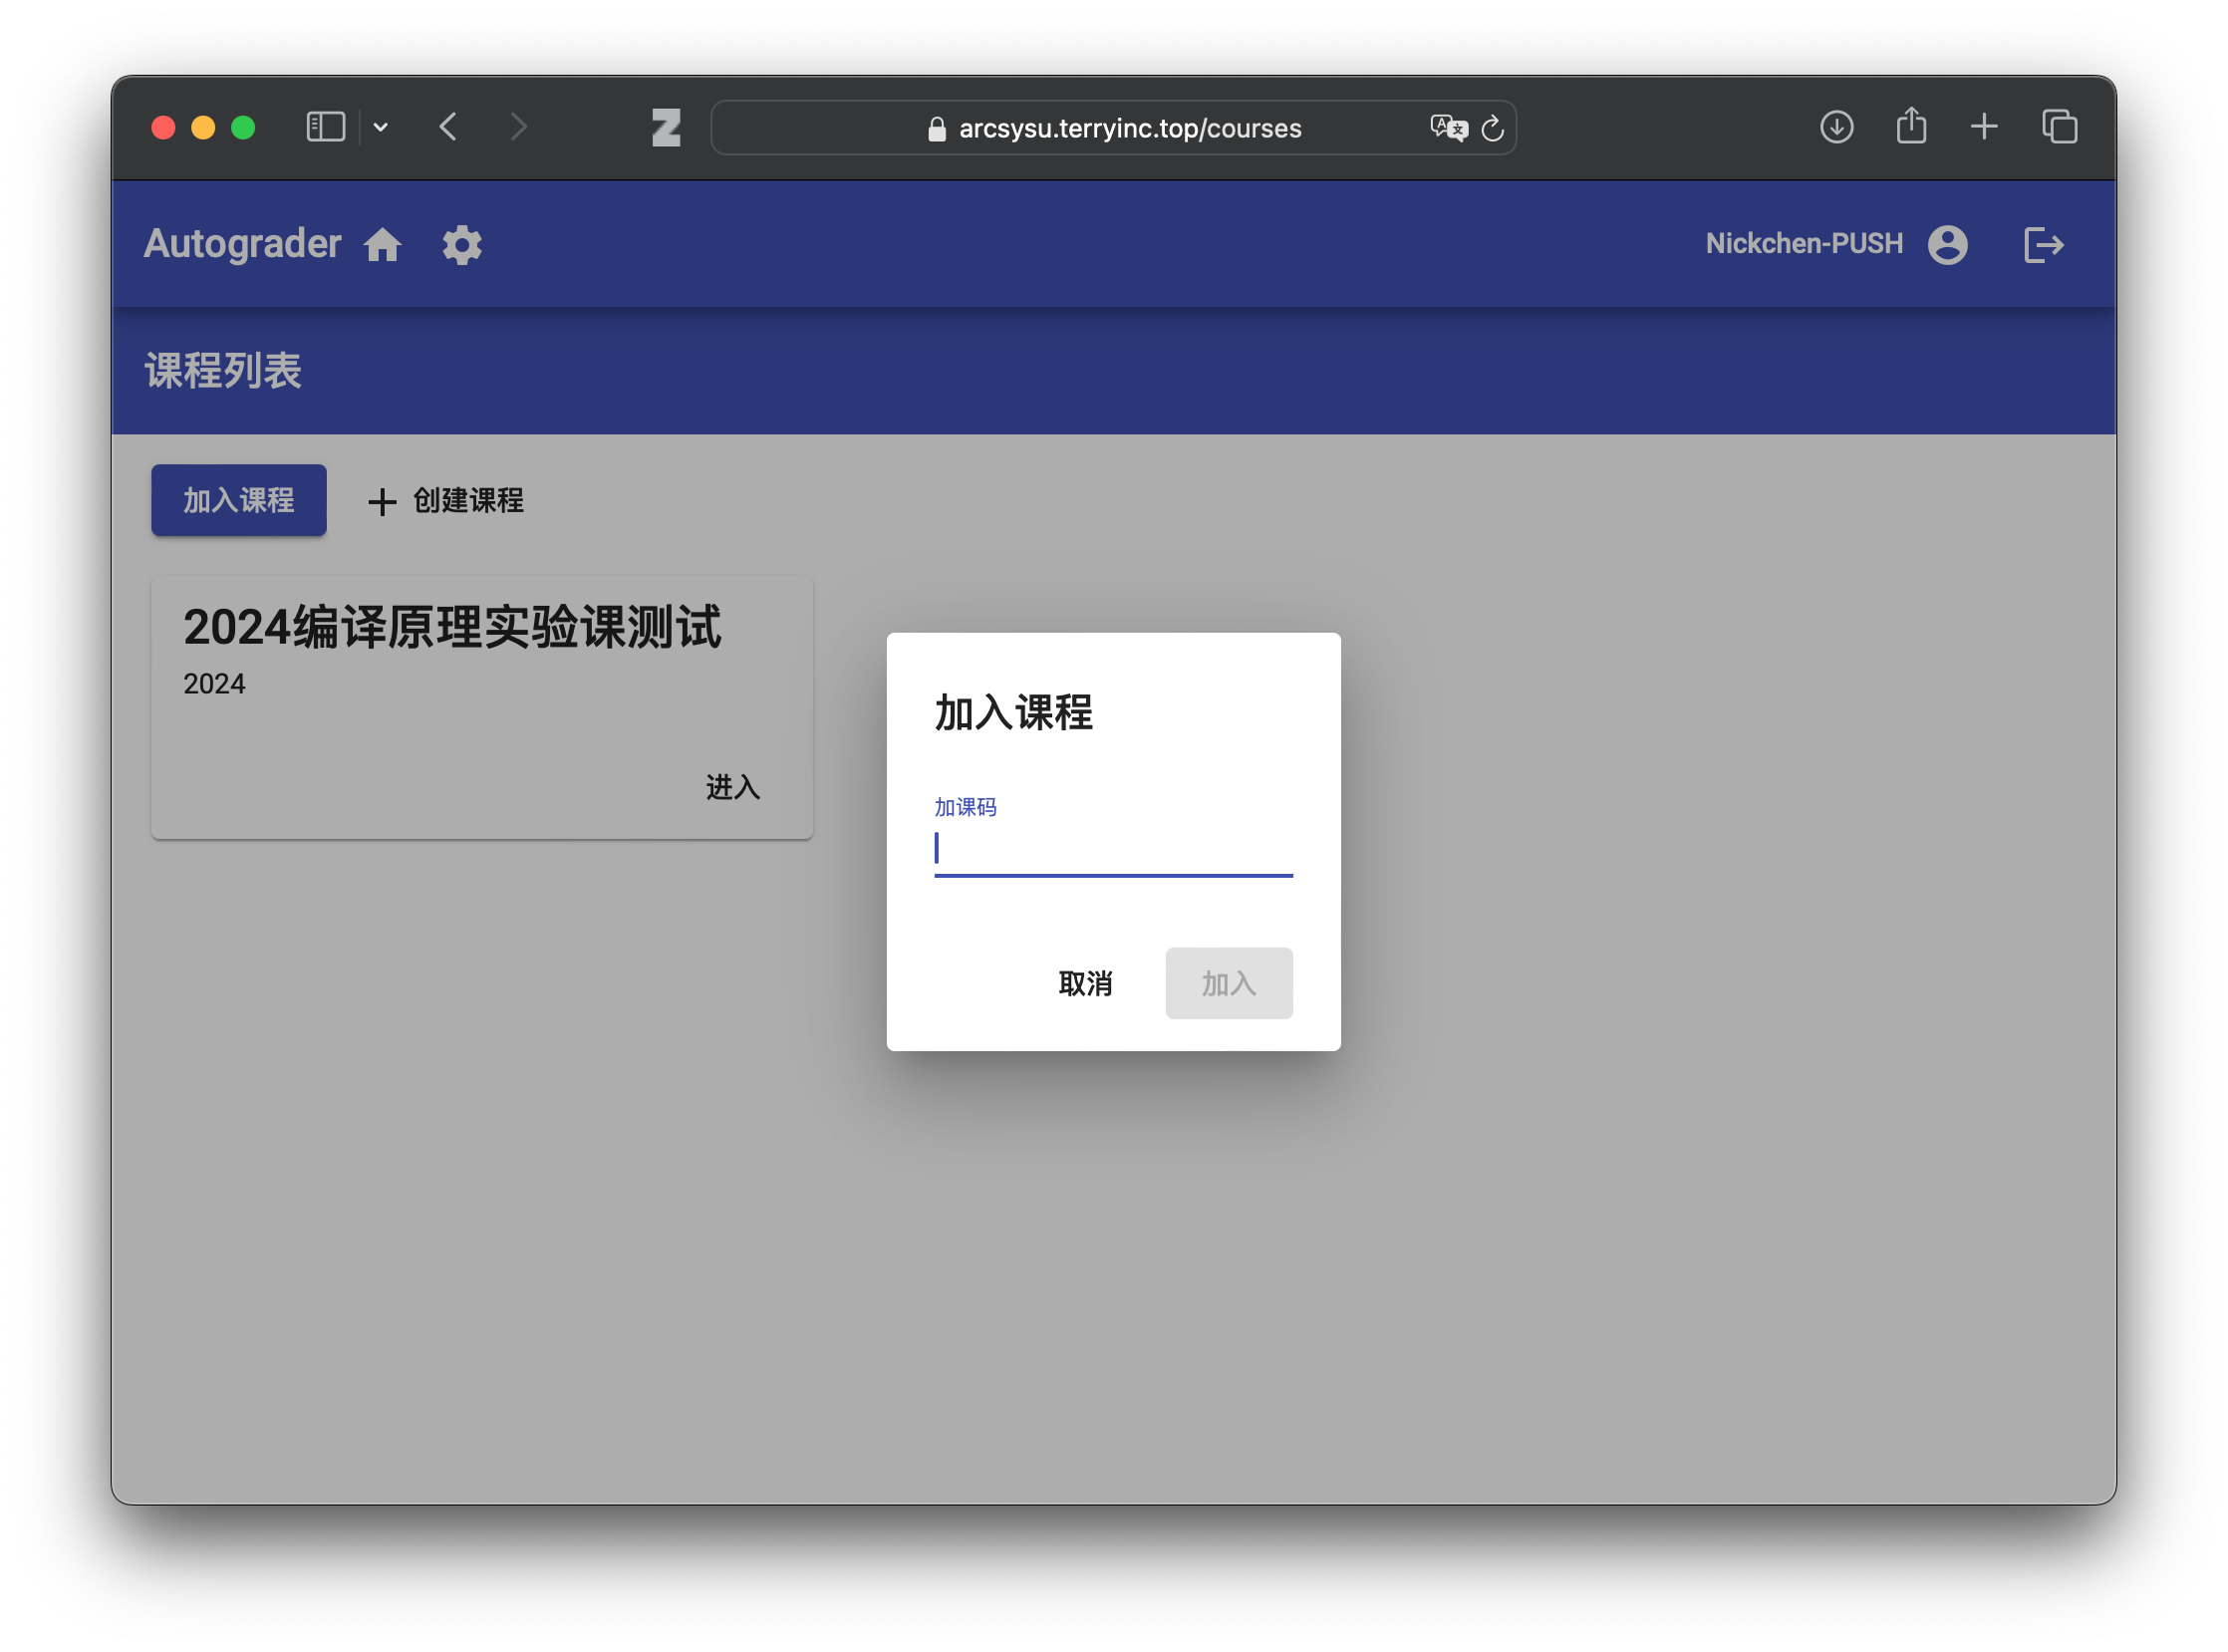 arcsysu.terryinc.top/courses
Autograder
Nickchen-PUSH
课程列表
加入课程
创建课程
2024编译原理实验课测试
2024
进入
加入课程
加课码
取消
加入